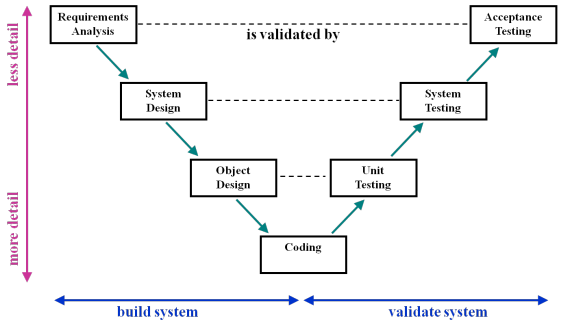 Requirements
Analysis
Acceptance
Testing
is validated by
less detail
System
Design
System
Testing
Object
Design
Unit
Testing
more detail
Coding
build system
validate system